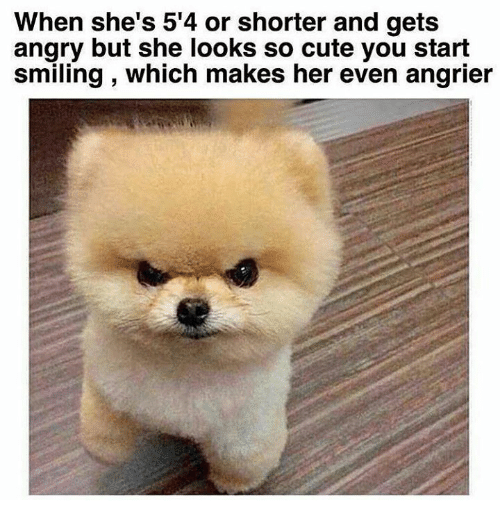 When she's 5'4 or shorter and gets
angry but she looks so cute you start
smiling , which makes her even angrier